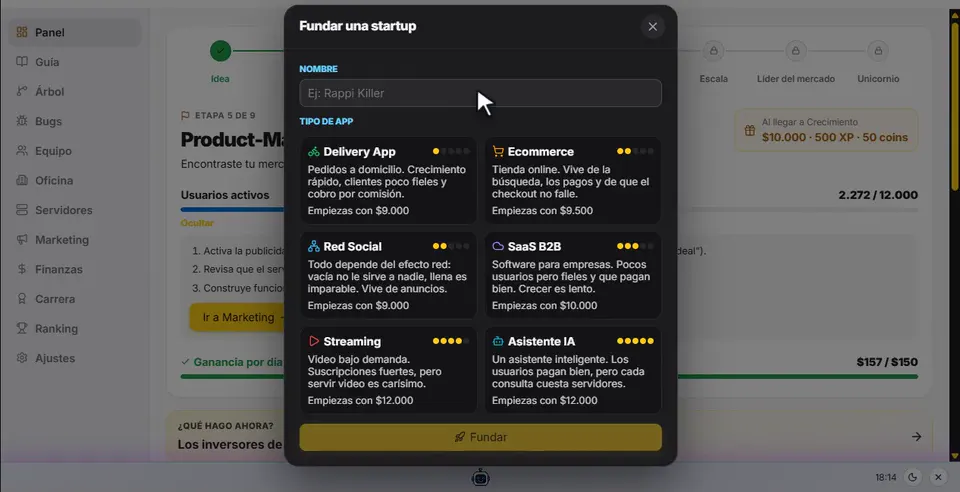 Fundar una startup
NOMBRE
Ej: Rappi Killer
TIPO DE APP
Delivery App
Pedidos a domicilio. Crecimiento
rápido, clientes poco fieles y
cobro por comisión.
Empiezas con $9.000
Ecommerce
Tienda online. Vive de la
búsqueda, los pagos y de que el
checkout no falle.
Empiezas con $9.500
Red Social
Todo depende del efecto red:
vacía no le sirve a nadie, llena es
imparable. Vive de anuncios.
Empiezas con $9.000
SaaS B2B
Software para empresas. Pocos
usuarios pero fieles y que pagan
bien. Crecer es lento.
Empiezas con $10.000
Streaming
Video bajo demanda.
Suscripciones fuertes, pero
servir video es carísimo.
Empiezas con $12.000
Asistente IA
Un asistente inteligente. Los
usuarios pagan bien, pero cada
consulta cuesta servidores.
Empiezas con $12.000
Fundar
Panel
Guía
Árbol
Bugs
Equipo
Oficina
Servidores
Marketing
Finanzas
Carrera
Ranking
Ajustes
Idea
Escala
Líder del mercado
Unicornio
ETAPA 5 DE 9
Product-Ma
Encontraste tu merc
Al llegar a Crecimiento
$10.000 · 500 XP · 50 coins
Usuarios activos
2.272 / 12.000
Ocultar
1. Activa la publicida
deal").
2. Revisa que el serv
3. Construye funcion
Ir a Marketing
Ganancia por día
$157 / $150
¿QUÉ HAGO AHORA?
Los inversores de
18:14